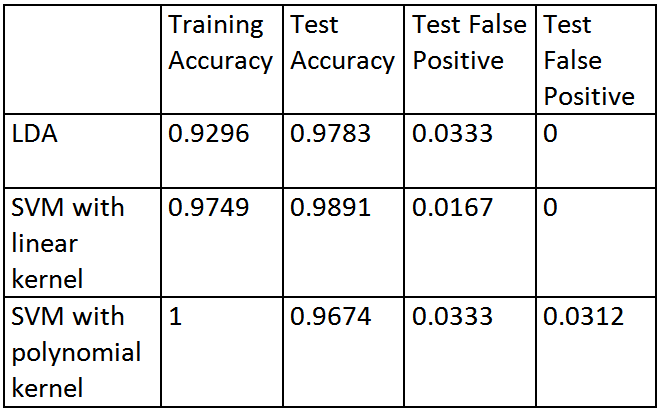 Training Accuracy
Test Accuracy
Test False Positive
Test False Positive
LDA
0.9296
0.9783
0.0333
0
SVM with linear kernel
0.9749
0.9891
0.0167
0
SVM with polynomial kernel
1
0.9674
0.0333
0.0312